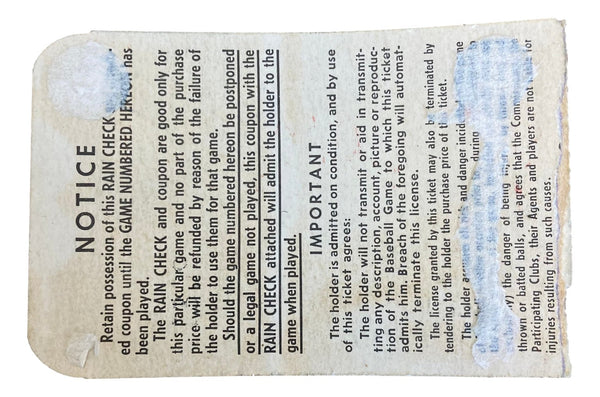 NOTICE
Retain possession of this RAIN CHECK
ed coupon until the GAME NUMBERED HEREON has
been played.
The RAIN CHECK and coupon are good only for
this particular game and no part of the purchase
price will be refunded by reason of the failure of
the holder to use them for that game.
Should the game numbered hereon be postponed
or a legal game not played, this coupon with the
RAIN CHECK attached will admit the holder to the
game when played.
IMPORTANT
The holder is admitted on condition, and by use
of this ticket agrees:
The holder will not transmit or aid in transmit-
ting any description, account, picture or reproduc-
tion of the Baseball Game to which this ticket
admits him. Breach of the foregoing will automat-
ically terminate this license.
The license granted by this ticket may also be terminated by
tendering to the holder the purchase price of this ticket.
The holder and danger
during
the danger of being
thrown or batted balls, and agrees that the
Participating Clubs, their Agents and players are not for
injuries resulting from such causes.